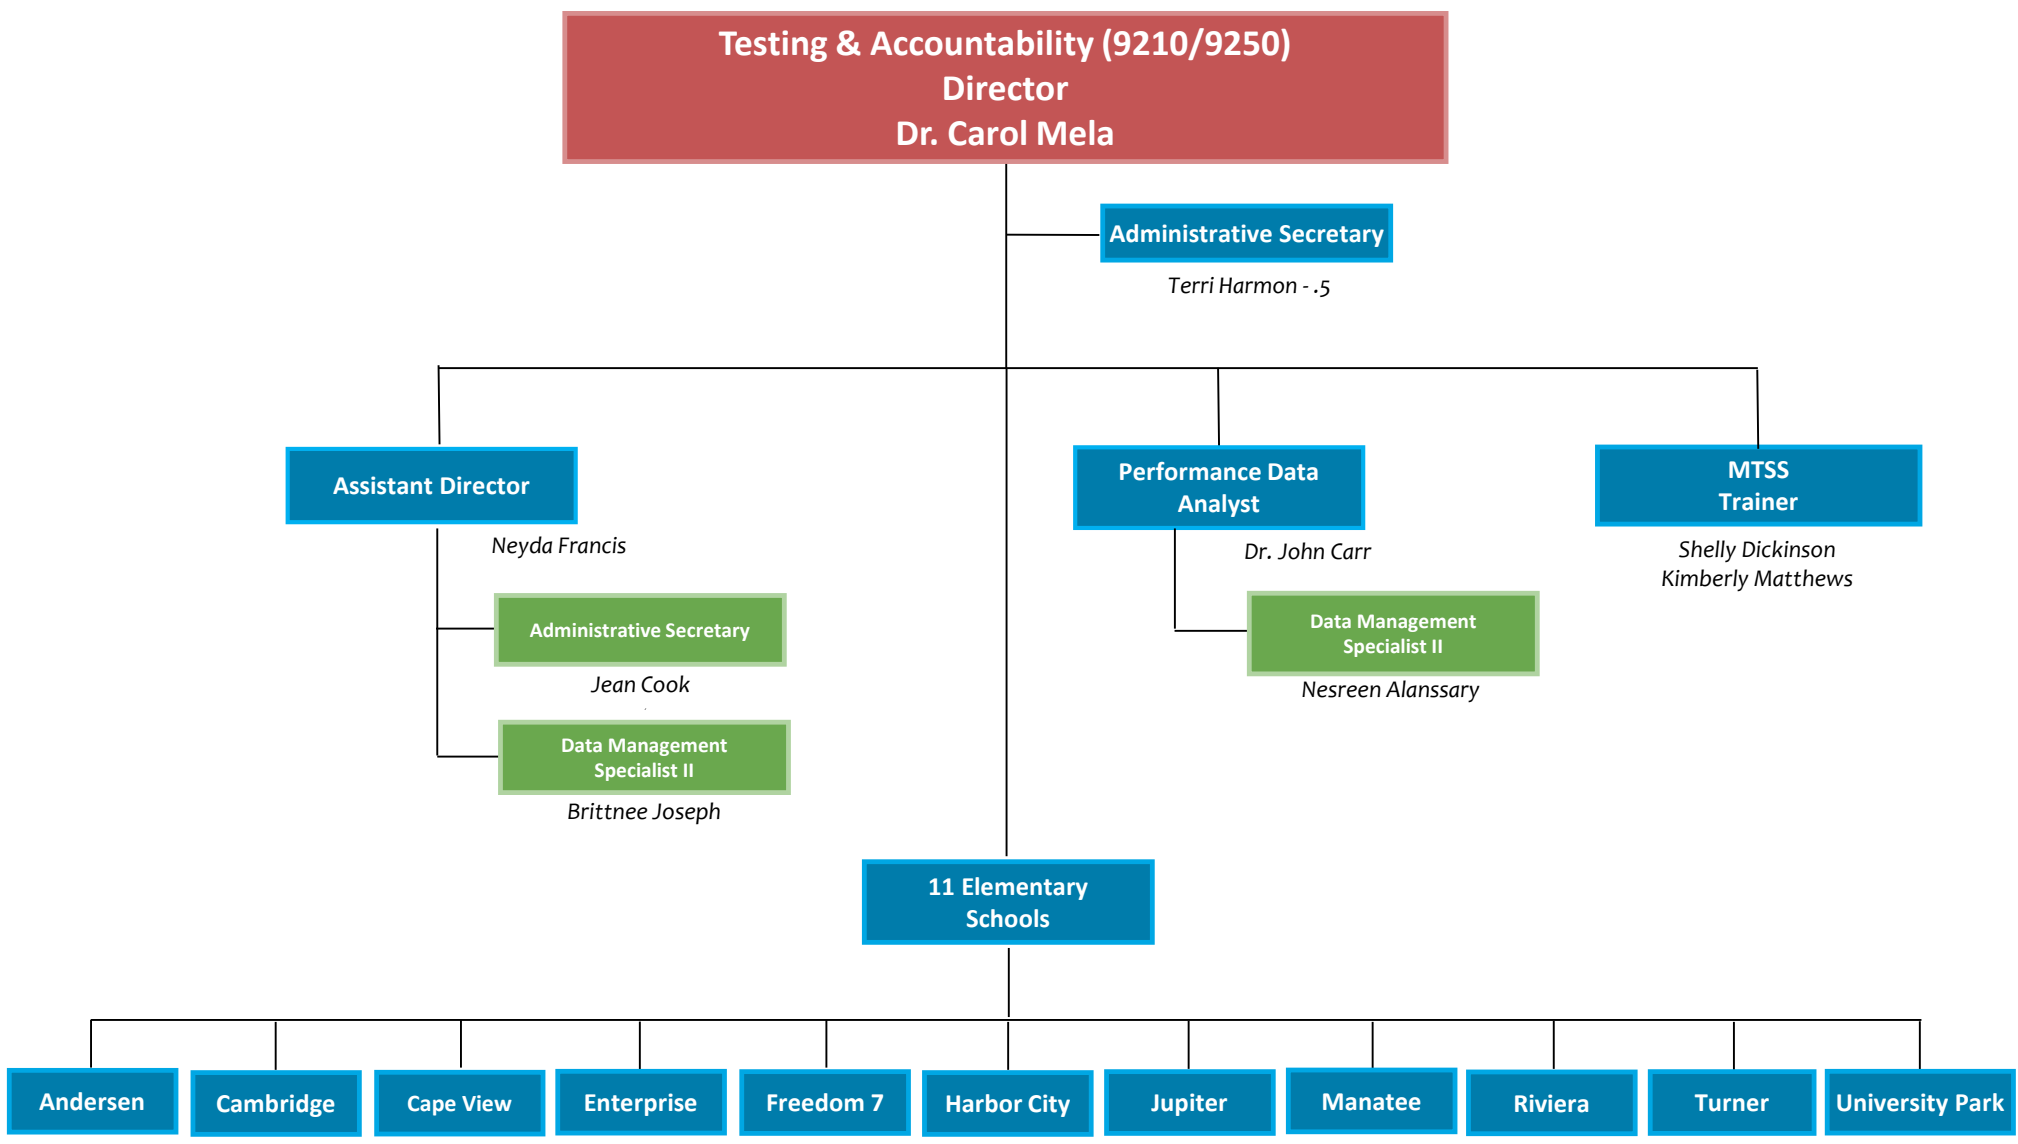 Testing & Accountability (9210/9250)
Director
Dr. Carol Mela
Administrative Secretary
Terri Harmon - .5
Assistant Director
Neyda Francis
Administrative Secretary
Jean Cook
Data Management
Specialist II
Brittnee Joseph
Performance Data
Analyst
Dr. John Carr
Data Management
Specialist II
Nesreen Alanssary
MTSS
Trainer
Shelly Dickinson
Kimberly Matthews
11 Elementary
Schools
Andersen
Cambridge
Cape View
Enterprise
Freedom 7
Harbor City
Jupiter
Manatee
Riviera
Turner
University Park